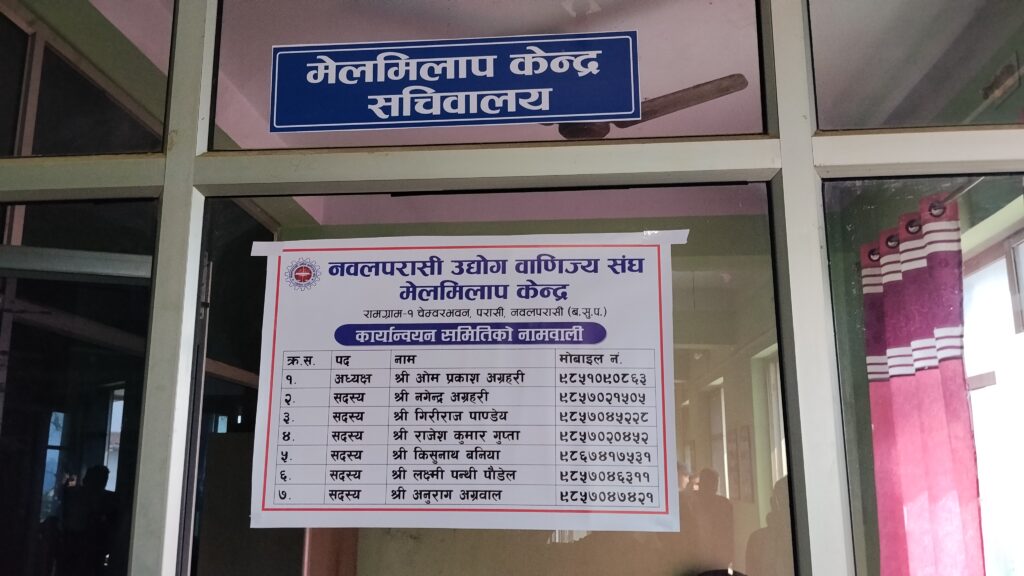 मेलमिलाप केन्द्र
सचिवालय
नवलपरासी उद्योग वाणिज्य संघ
मेलमिलाप केन्द्र
रामग्राम-१ चेम्वरभवन, परासी, नवलपरासी (ब.सु.प.)
कार्यान्वयन समितिको नामवाली
क्र.स. पद नाम मोबाइल नं.
१. अध्यक्ष श्री ओम प्रकाश अग्रहरी ९८५१०९०८६३
२. सदस्य श्री नगेन्द्र अग्रहरी ९८५७०२१५०५
३. सदस्य श्री गिरीराज पाण्डेय ९८५७०४५२२८
४. सदस्य श्री राजेश कुमार गुप्ता ९८५७०२०४५२
५. सदस्य श्री किसुनाथ बनिया ९८६७४१७५३१
६. सदस्य श्री लक्ष्मी पन्थी पौडेल ९८५७०४६३११
७. सदस्य श्री अनुराग अग्रवाल ९८५७०४७४२१